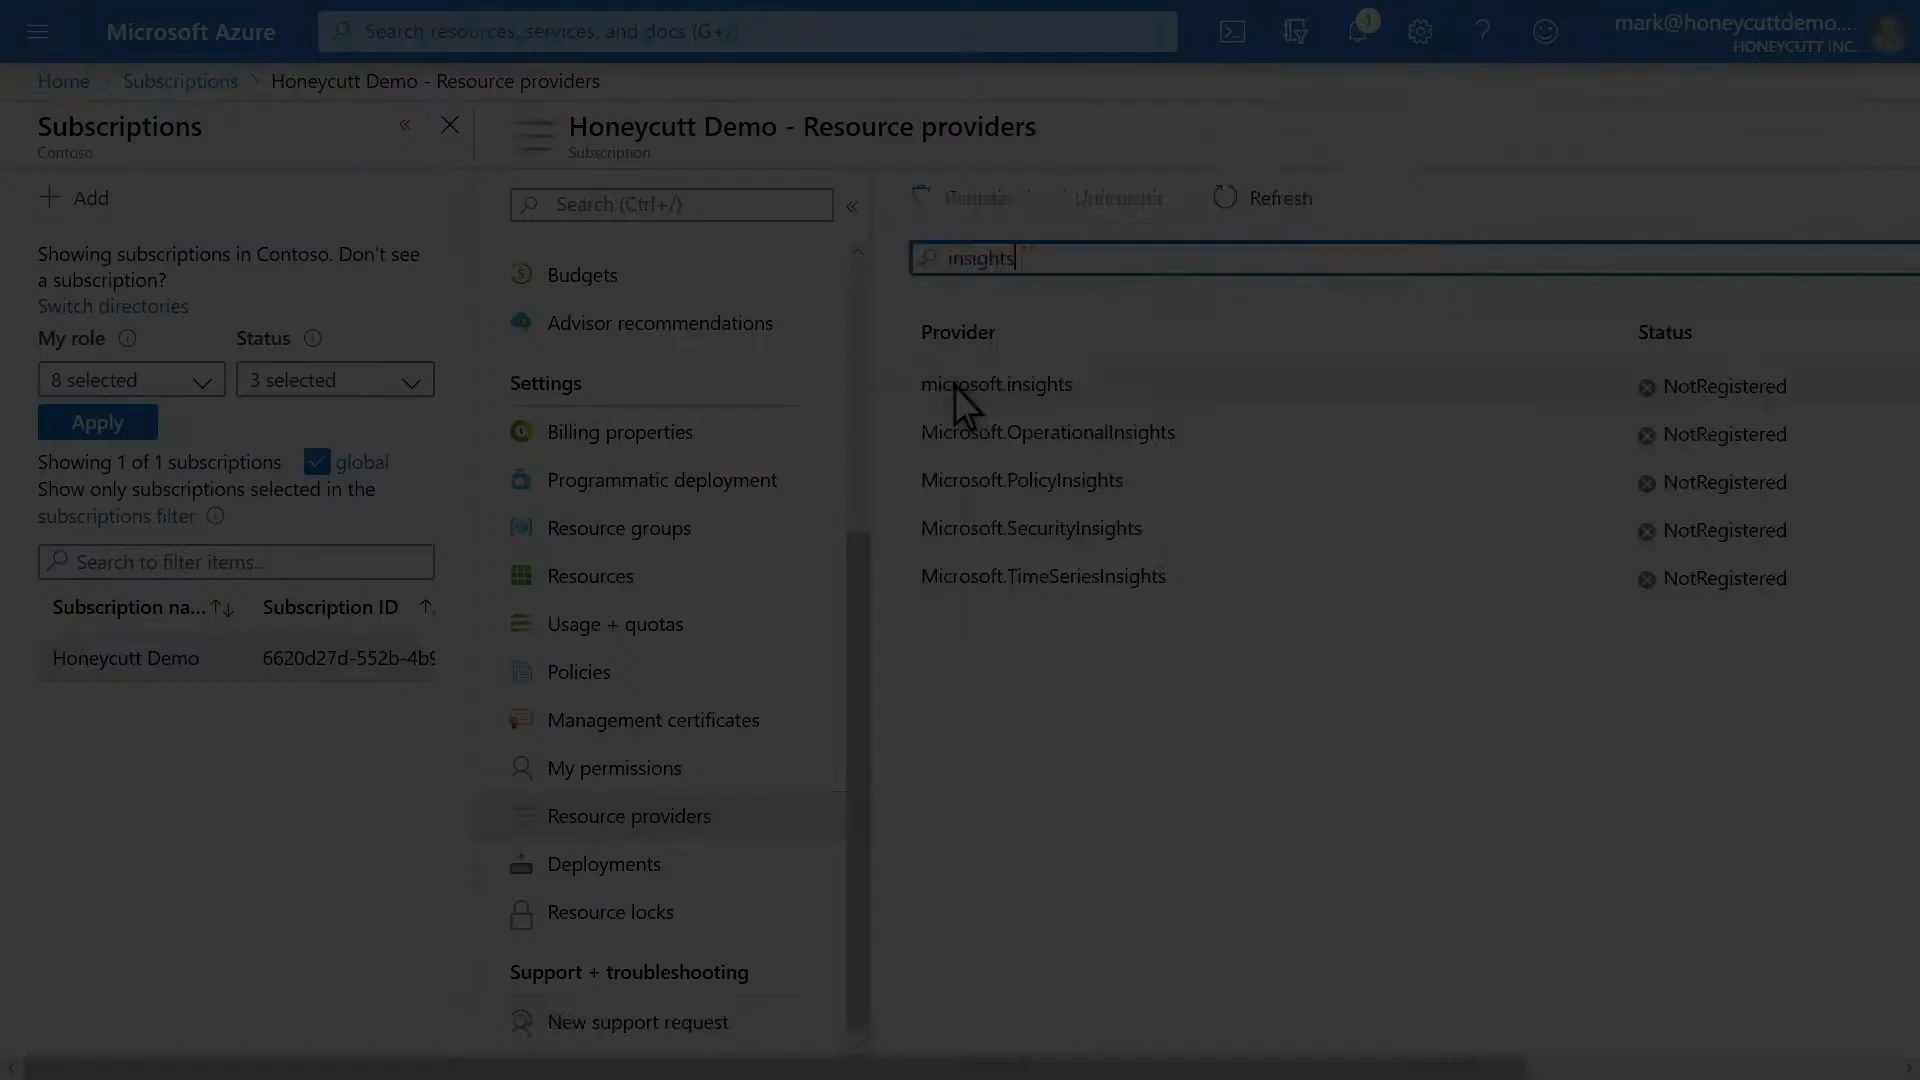 Microsoft Azure
Search resources, services, and docs (G+/)
1
mark@honeycuttdemo....
HONEYCUTT INC.
Home
Subscriptions
Honeycutt Demo - Resource providers
Subscriptions
Contoso
Honeycutt Demo - Resource providers
Subscription
Add
Search (Ctrl+/)
Register
Unregister
Refresh
Showing subscriptions in Contoso. Don't see
a subscription?
Switch directories
My role
Status
8 selected
3 selected
Apply
Showing 1 of 1 subscriptions
global
Show only subscriptions selected in the
subscriptions filter
Search to filter items...
Subscription na...
Subscription ID
Honeycutt Demo
6620d27d-552b-4b9
Budgets
Advisor recommendations
Settings
Billing properties
Programmatic deployment
Resource groups
Resources
Usage + quotas
Policies
Management certificates
My permissions
Resource providers
Deployments
Resource locks
Support + troubleshooting
New support request
insights
Provider
Status
microsoft.insights
NotRegistered
Microsoft.OperationalInsights
NotRegistered
Microsoft.PolicyInsights
NotRegistered
Microsoft.SecurityInsights
NotRegistered
Microsoft.TimeSeriesInsights
NotRegistered